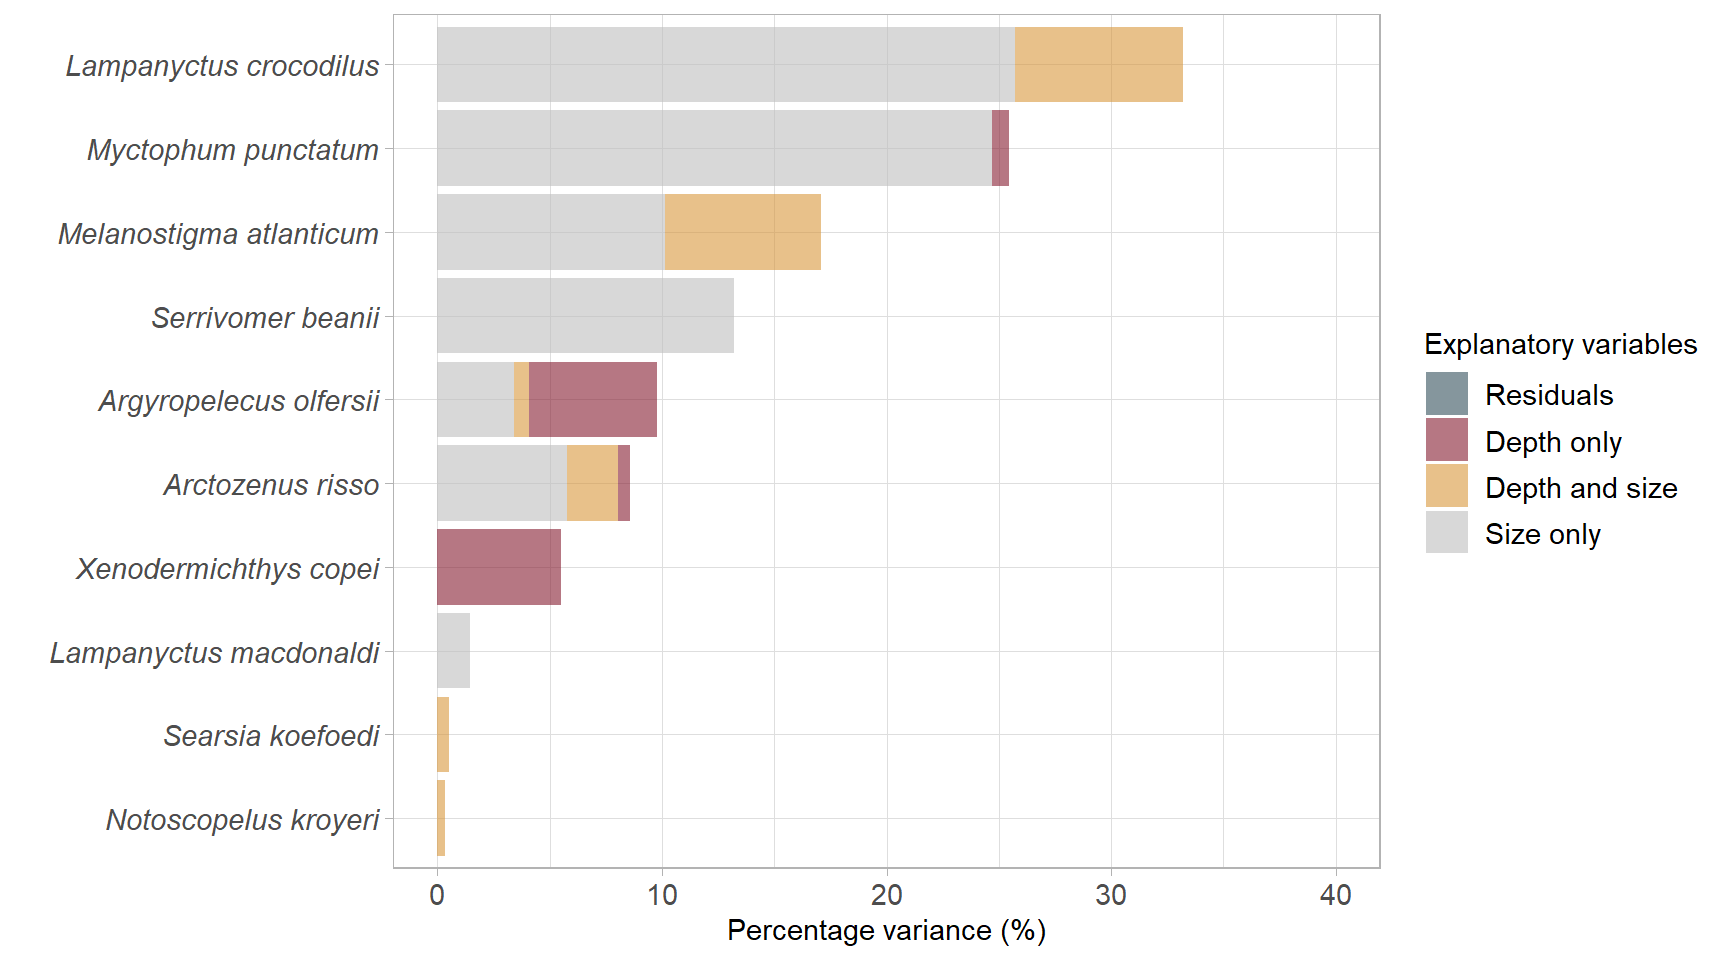 Lampanyctus crocodilus
Myctophum punctatum
Melanostigma atlanticum
Serrivomer beanii
Argyropelecus olfersii
Arctozenus risso
Xenodermichthys copei
Lampanyctus macdonaldi
Searsia koefoedi
Notoscopelus kroyeri
0 10 20 30 40
Percentage variance (%)
Explanatory variables
Residuals
Depth only
Depth and size
Size only